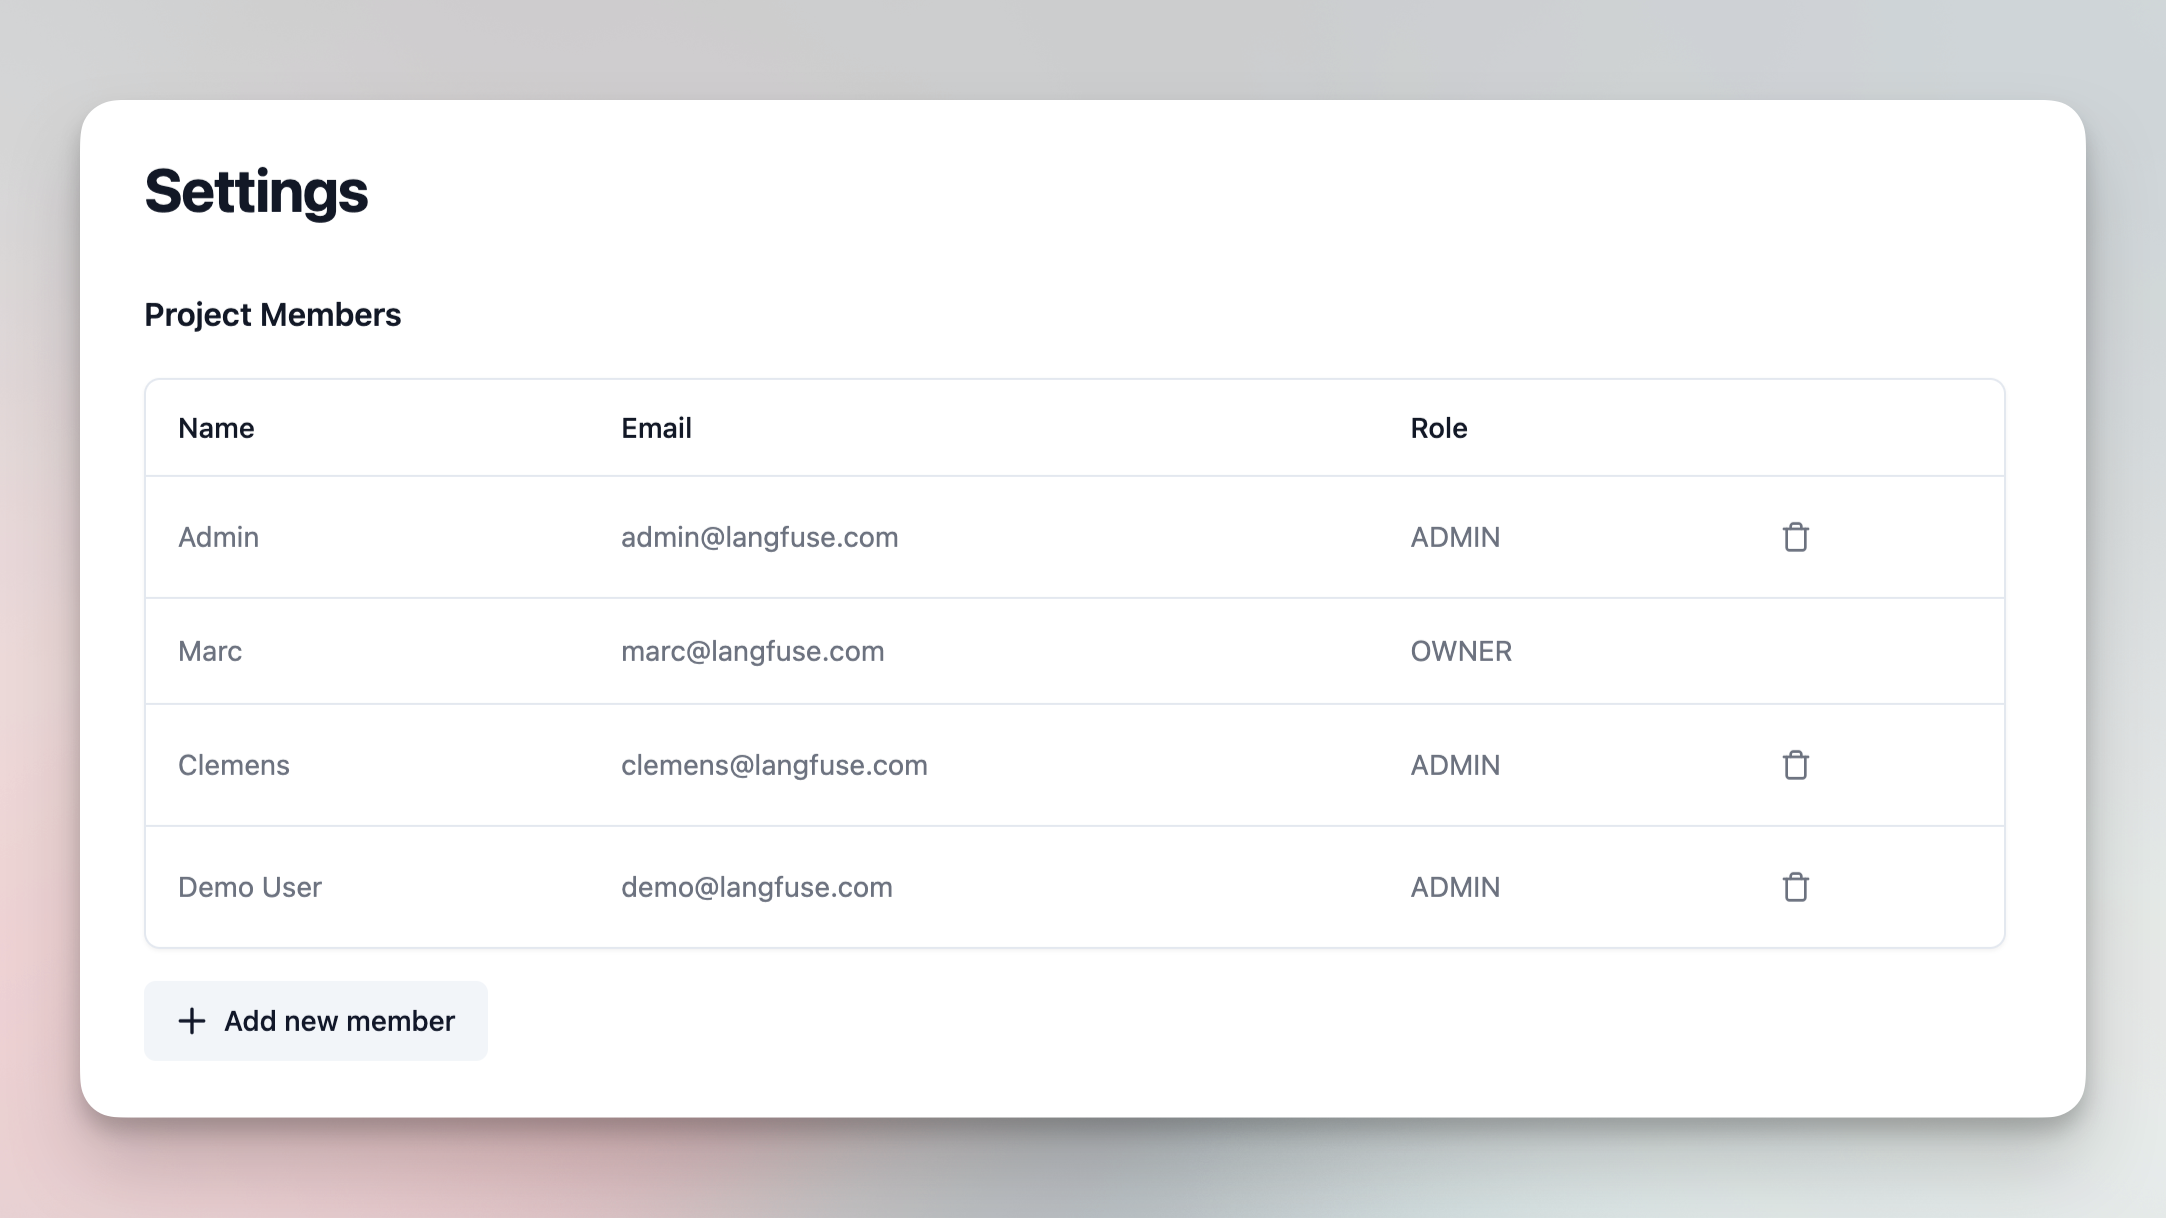 Settings
Project Members
Name Email Role
Admin admin@langfuse.com ADMIN
Marc marc@langfuse.com OWNER
Clemens clemens@langfuse.com ADMIN
Demo User demo@langfuse.com ADMIN
Add new member